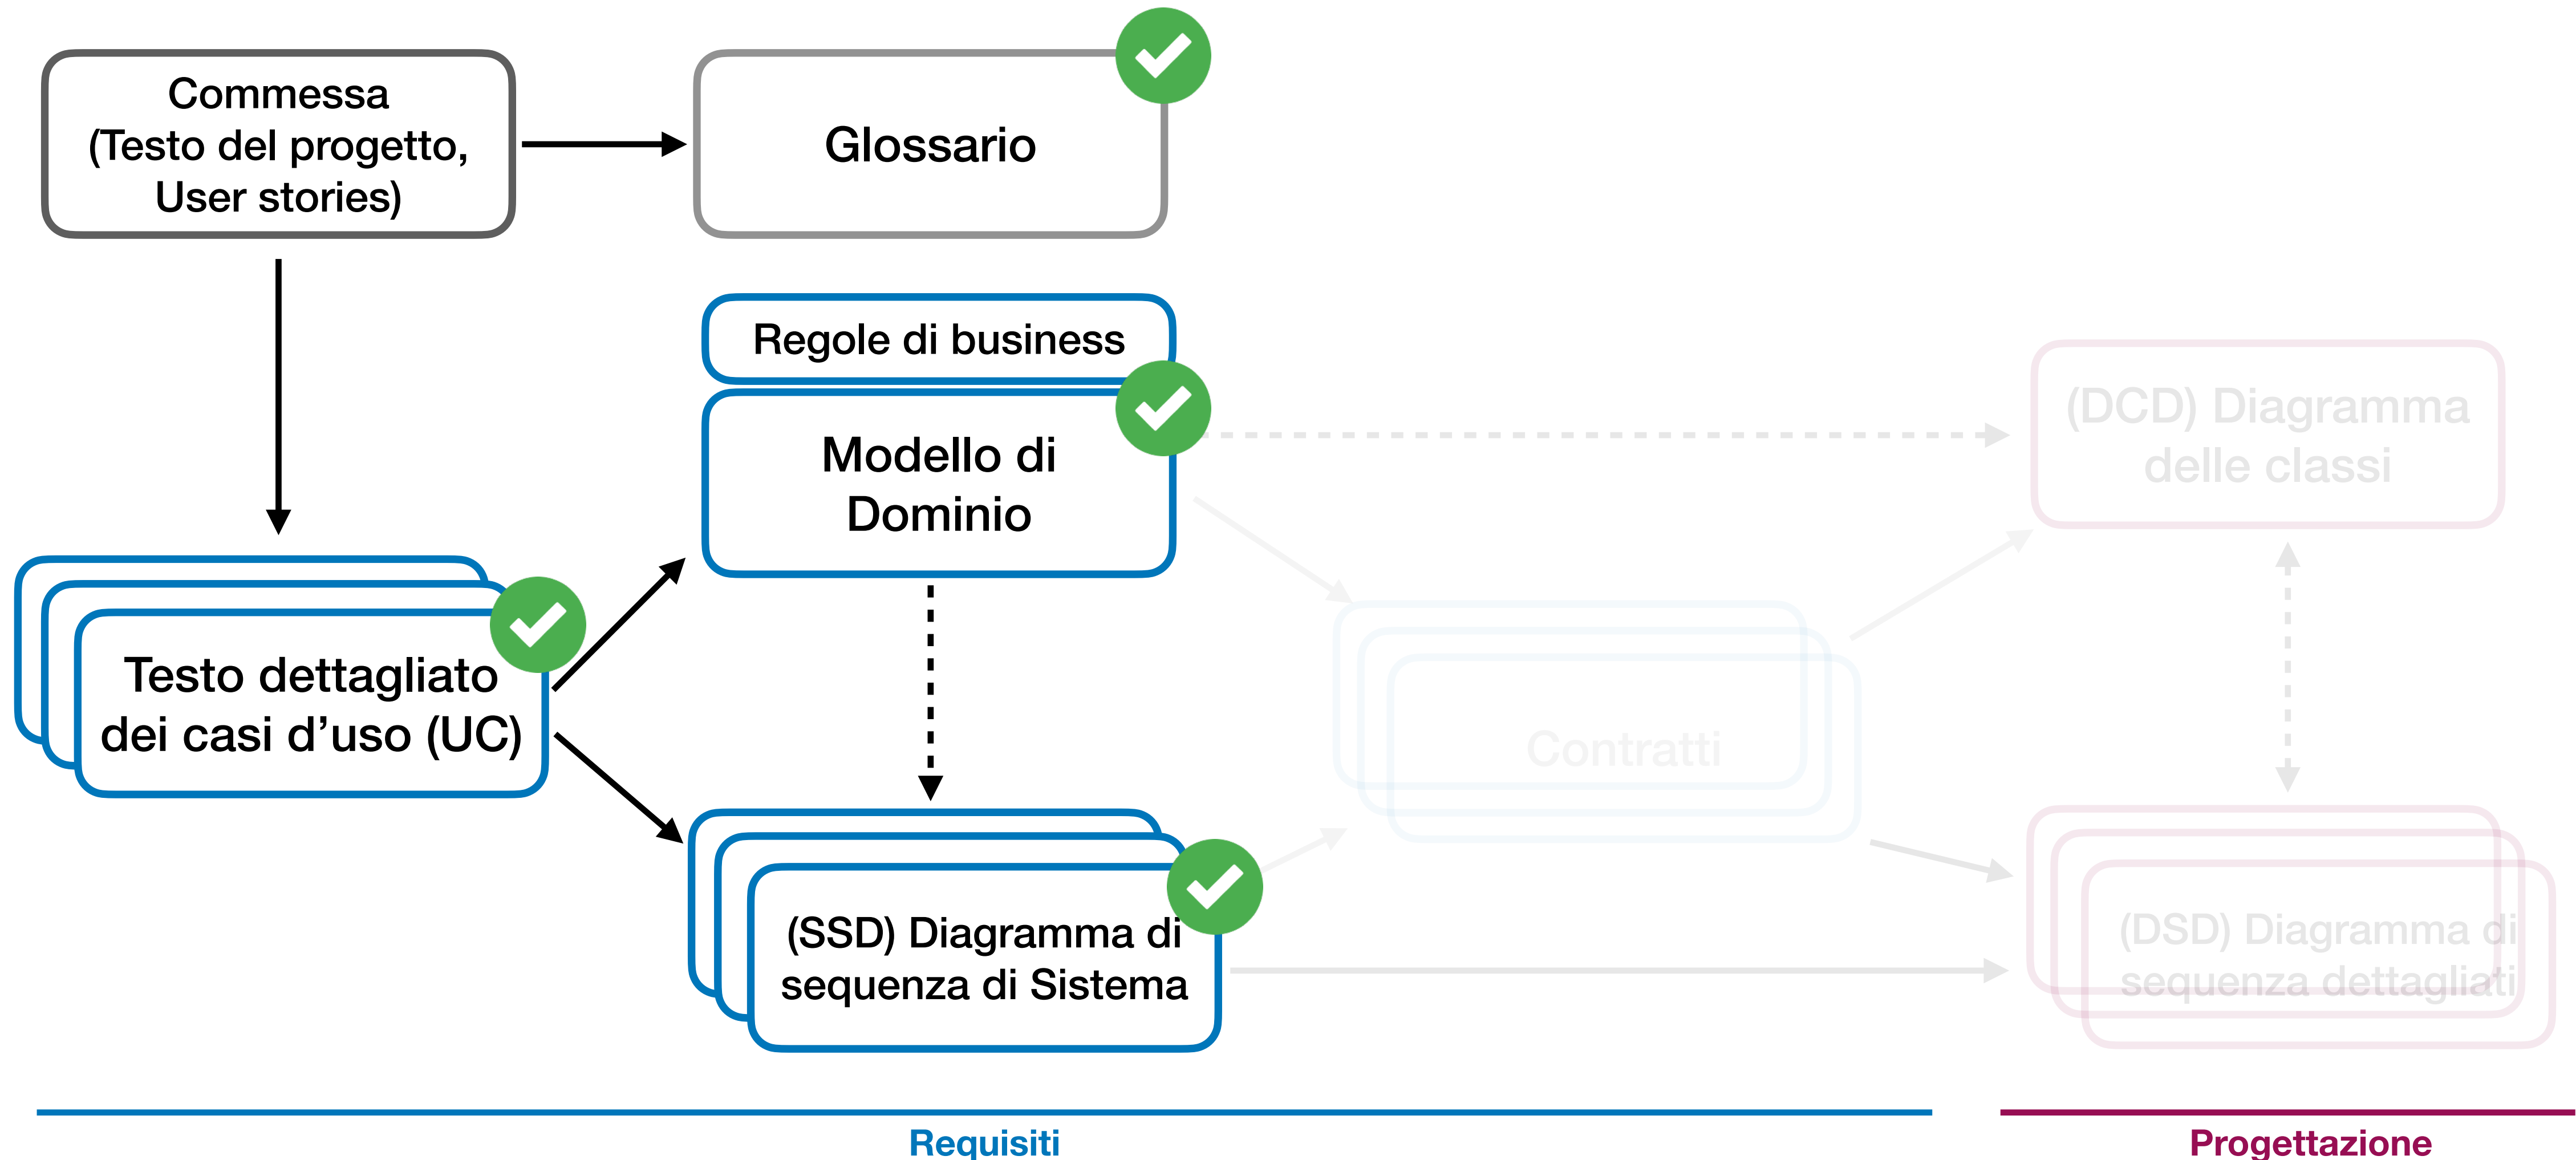 Commessa
(Testo del progetto,
User stories)
Glossario
Regole di business
Modello di
Dominio
(DCD) Diagramma
delle classi
Testo dettagliato
dei casi d’uso (UC)
Contratti
(SSD) Diagramma di
sequenza di Sistema
(DSD) Diagramma di
sequenza dettagliati
Requisiti
Progettazione